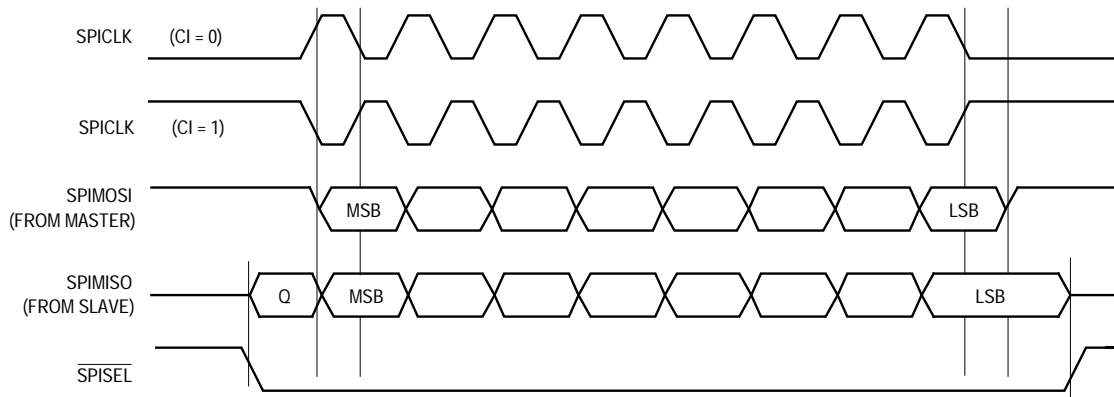 SPICLK (CI = 0)
SPICLK (CI = 1)
SPIMOSI
(FROM MASTER)
MSB LSB
SPIMISO
(FROM SLAVE)
Q MSB LSB
SPISEL